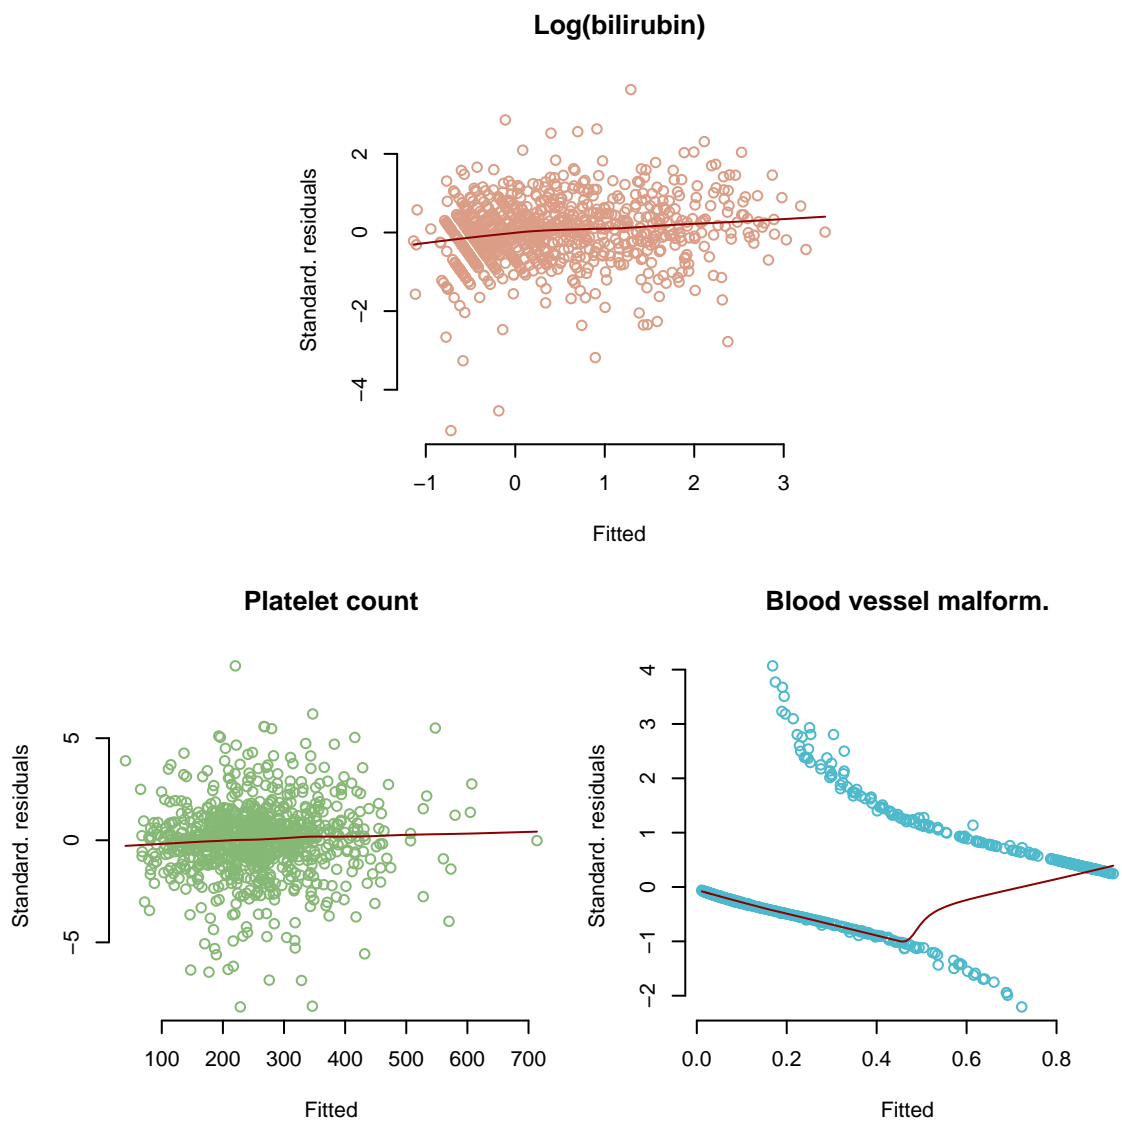 Log(bilirubin)
Standard. residuals
2
0
−2
−4
−1 0 1 2 3
Fitted
Platelet count
Standard. residuals
5
0
−5
100 200 300 400 500 600 700
Fitted
Blood vessel malform.
Standard. residuals
4
3
2
1
0
−1
−2
0.0 0.2 0.4 0.6 0.8
Fitted